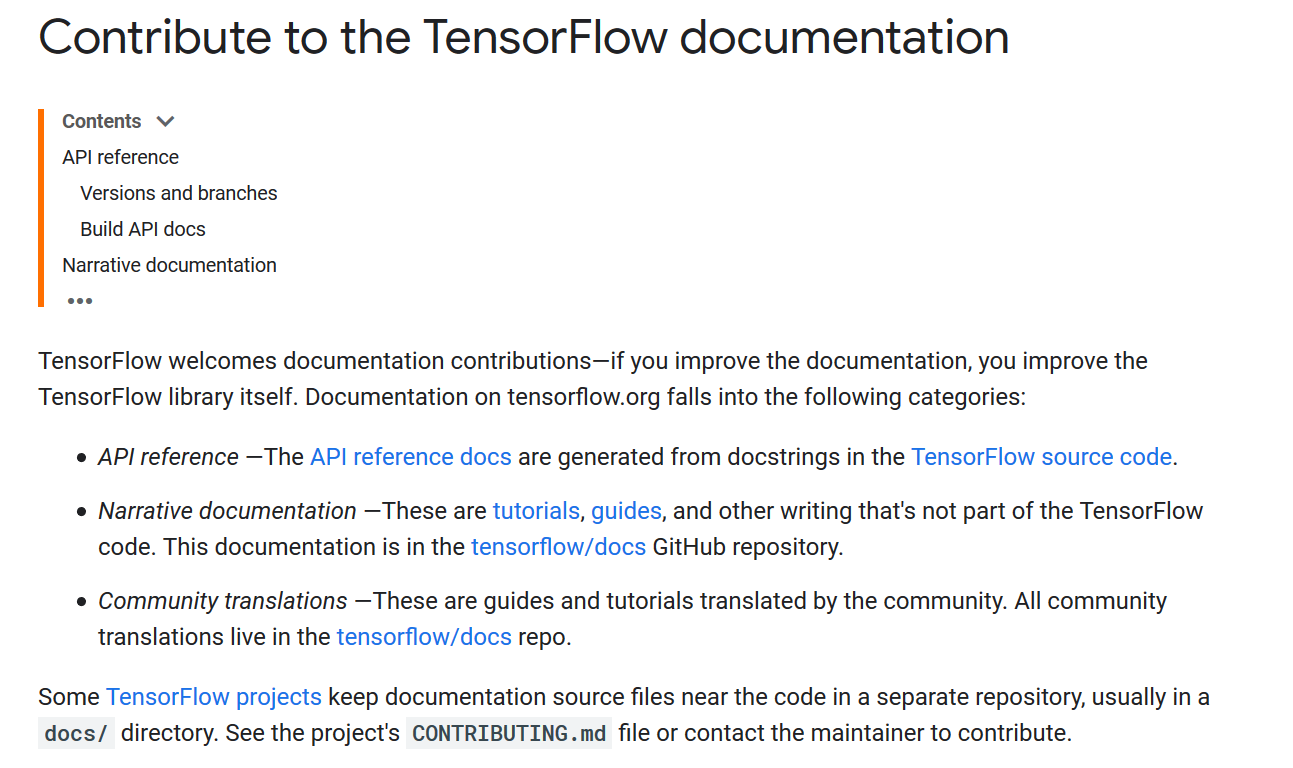 Contribute to the TensorFlow documentation
Contents
API reference
Versions and branches
Build API docs
Narrative documentation
•••
TensorFlow welcomes documentation contributions—if you improve the documentation, you improve the
TensorFlow library itself. Documentation on tensorflow.org falls into the following categories:
• API reference —The API reference docs are generated from docstrings in the TensorFlow source code.
• Narrative documentation —These are tutorials, guides, and other writing that's not part of the TensorFlow
code. This documentation is in the tensorflow/docs GitHub repository.
• Community translations —These are guides and tutorials translated by the community. All community
translations live in the tensorflow/docs repo.
Some TensorFlow projects keep documentation source files near the code in a separate repository, usually in a
docs/ directory. See the project's CONTRIBUTING.md file or contact the maintainer to contribute.